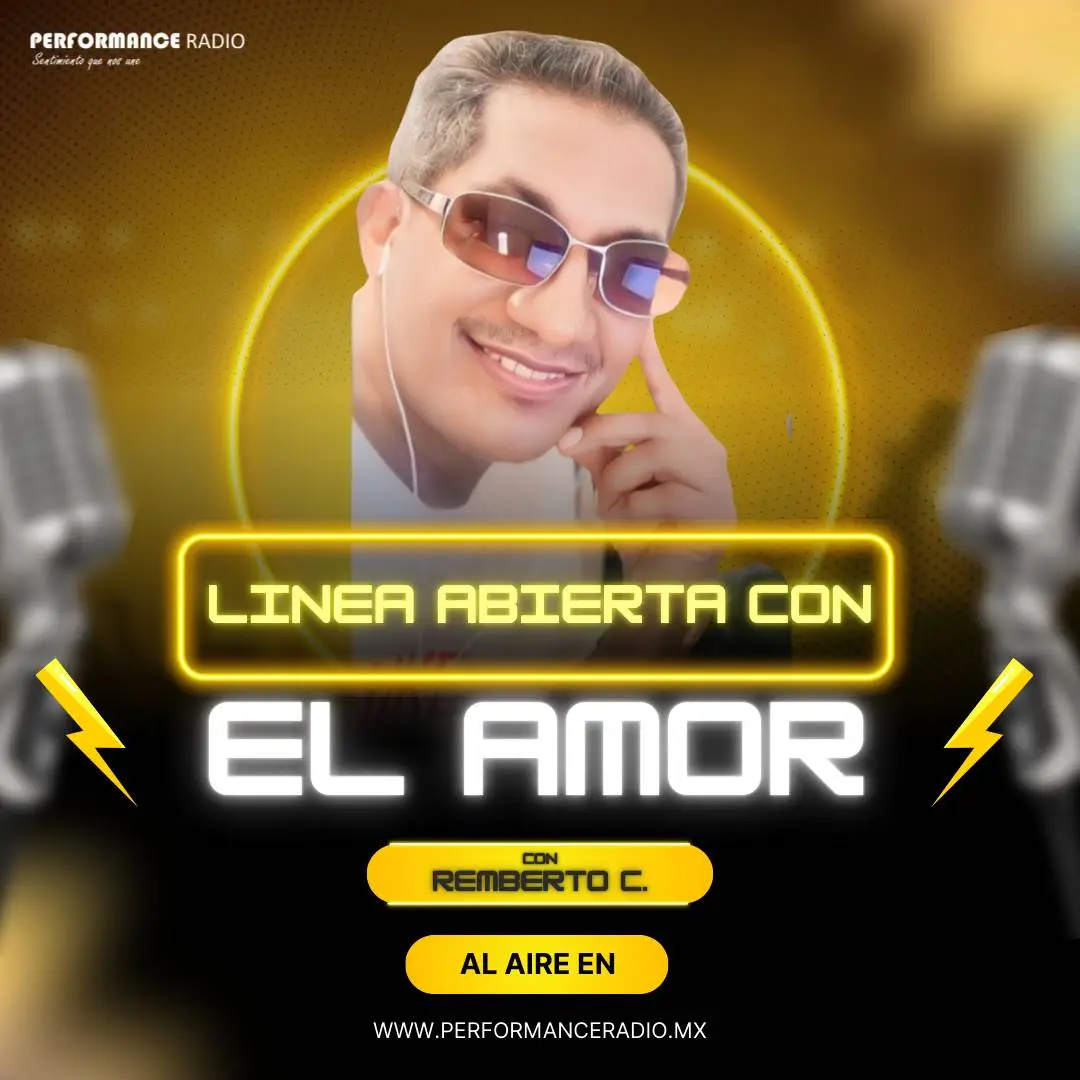 PERFORMANCE RADIO
Sentimiento que nos une
LINEA ABIERTA CON
EL AMOR
CON
REMBERTO C.
AL AIRE EN
WWW.PERFORMANCERADIO.MX